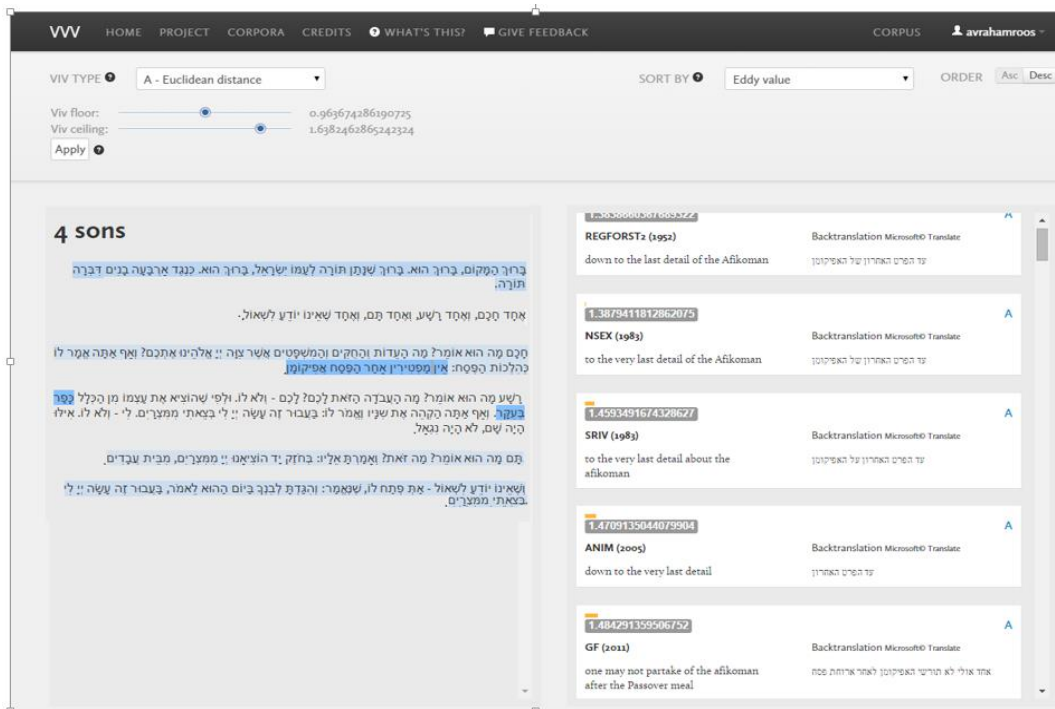 VVV HOME PROJECT CORPORA CREDITS ? WHAT'S THIS? GIVE FEEDBACK CORPUS avrahamroos
VIV TYPE ? A - Euclidean distance SORT BY ? Eddy value ORDER Asc Desc
Viv floor: 0.963674286190725
Viv ceiling: 1.6382462865242324
Apply ?
4 sons
בָּרוּךְ הַמָּקוֹם, בָּרוּךְ הוּא. בָּרוּךְ שֶׁנָּתַן תּוֹרָה לְעַמּוֹ יִשְׂרָאֵל, בָּרוּךְ הוּא. כְּנֶגֶד אַרְבָּעָה בָנִים דִּבְּרָה
תּוֹרָה.
אֶחָד חָכָם, וְאֶחָד רָשָׁע, וְאֶחָד תָּם, וְאֶחָד שֶׁאֵינוֹ יוֹדֵעַ לִשְׁאוֹל.
חָכָם מָה הוּא אוֹמֵר? מָה הָעֵדוֹת וְהַחֻקִּים וְהַמִּשְׁפָּטִים אֲשֶׁר צִוָּה יְיָ אֱלֹהֵינוּ אֶתְכֶם? וְאַף אַתָּה אֱמָר לוֹ
כְּהִלְכוֹת הַפֶּסַח: אֵין מַפְטִירִין אַחַר הַפֶּסַח אֲפִיקוֹמָן
רָשָׁע מָה הוּא אוֹמֵר? מָה הָעֲבֹדָה הַזֹּאת לָכֶם? לָכֶם - וְלֹא לוֹ. וּלְפִי שֶׁהוֹצִיא אֶת עַצְמוֹ מִן הַכְּלָל כָּפַר
בְּעִקָּר. וְאַף אַתָּה הַקְהֵה אֶת שִׁנָּיו וֶאֱמֹר לוֹ: בַּעֲבוּר זֶה עָשָׂה יְיָ לִי בְּצֵאתִי מִמִּצְרָיִם. לִי - וְלֹא לוֹ. אִילּוּ
הָיָה שָׁם, לֹא הָיָה נִגְאָל.
תָּם מָה הוּא אוֹמֵר? מָה זֹּאת? וְאָמַרְתָּ אֵלָיו: בְּחֹזֶק יָד הוֹצִיאָנוּ יְיָ מִמִּצְרַיִם, מִבֵּית עֲבָדִים.
וְשֶׁאֵינוֹ יוֹדֵעַ לִשְׁאוֹל - אַתְּ פְּתַח לוֹ, שֶׁנֶּאֱמַר: וְהִגַּדְתָּ לְבִנְךָ בַּיּוֹם הַהוּא לֵאמֹר, בַּעֲבוּר זֶה עָשָׂה יְיָ לִי
בְּצֵאתִי מִמִּצְרָיִם.
A
REGFORST2 (1952) Backtranslation Microsoft© Translate
down to the last detail of the Afikoman עד הפרט האחרון של האפיקומן
1.3879411812862075 A
NSEX (1983) Backtranslation Microsoft© Translate
to the very last detail of the Afikoman עד הפרט האחרון של האפיקומן
1.4593491674328627 A
SRIV (1983) Backtranslation Microsoft© Translate
to the very last detail about the עד הפרט האחרון על האפיקומן
afikoman
1.4709135044079904 A
ANIM (2005) Backtranslation Microsoft© Translate
down to the very last detail עד הפרט האחרון
1.484291359506752 A
GF (2011) Backtranslation Microsoft© Translate
one may not partake of the afikoman אחד אולי לא תורשי האפיקומן לאחר ארוחת פסח
after the Passover meal